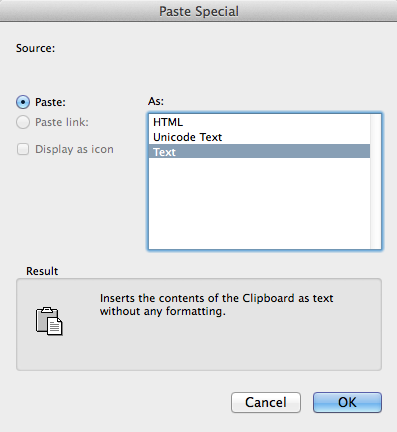 Paste Special
Source:
Paste:
As:
Paste link:
Display as icon
HTML
Unicode Text
Text
Result
Inserts the contents of the Clipboard as text
without any formatting.
Cancel
OK